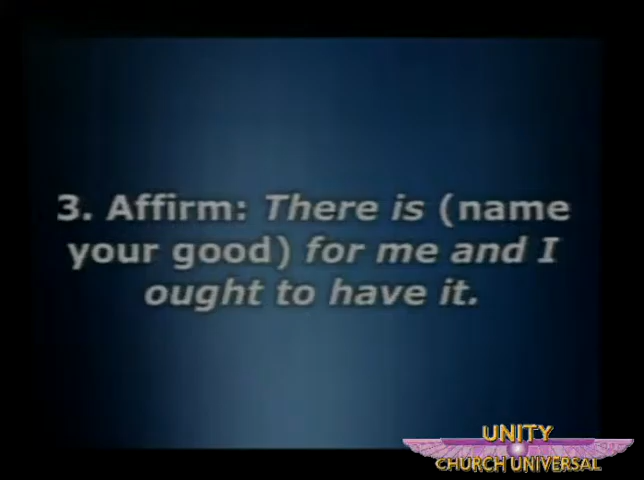 3. Affirm: There is (name
your good) for me and I
ought to have it.
UNITY
CHURCH UNIVERSAL